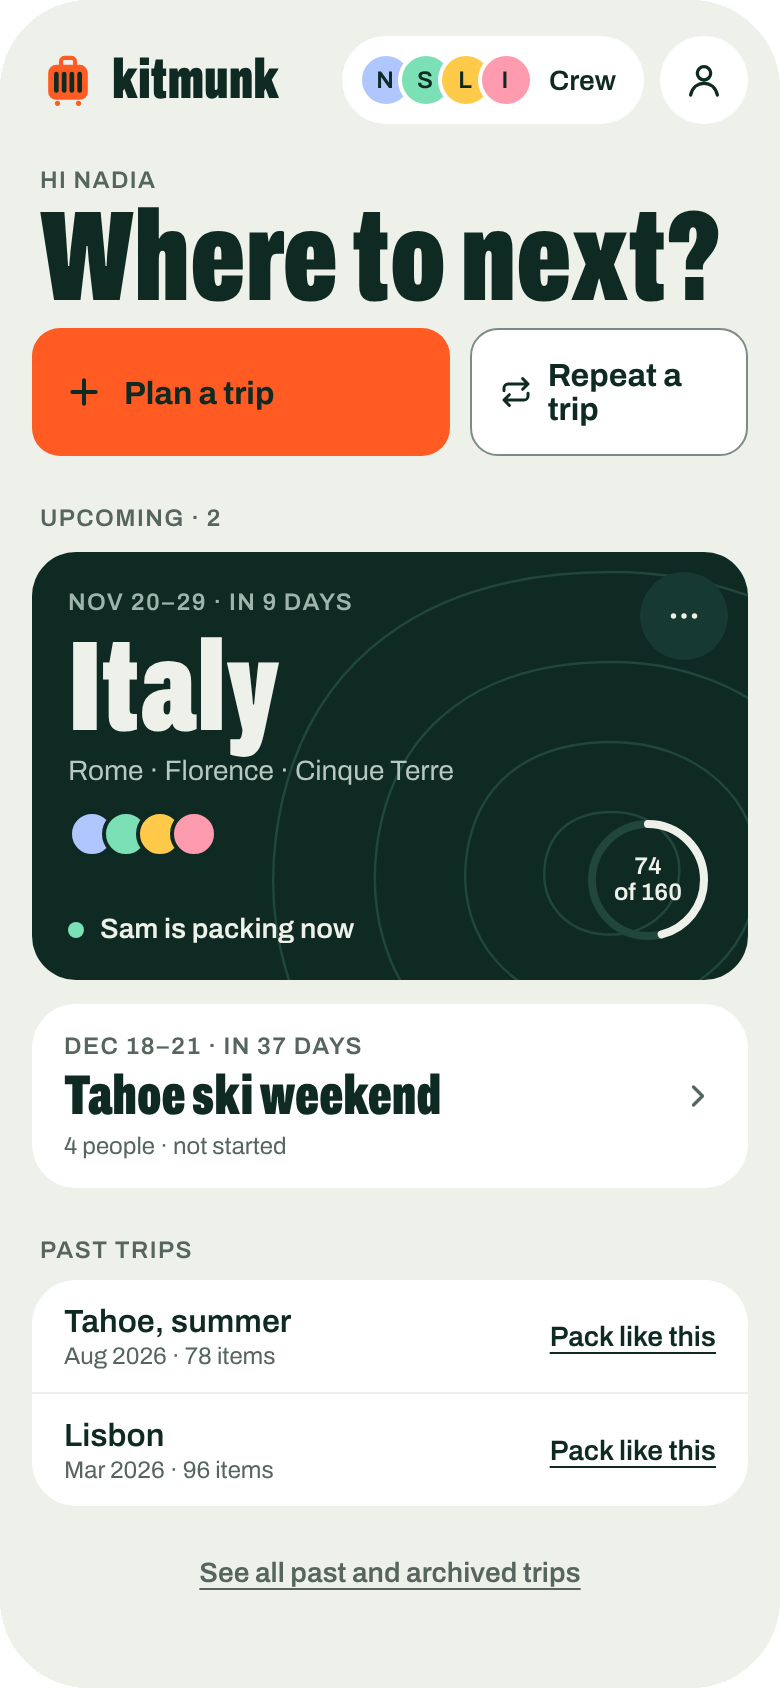 kitmunk
N S L I Crew
HI NADIA
Where to next?
Plan a trip
Repeat a
trip
UPCOMING · 2
NOV 20–29 · IN 9 DAYS
Italy
Rome · Florence · Cinque Terre
74
of 160
Sam is packing now
DEC 18–21 · IN 37 DAYS
Tahoe ski weekend
4 people · not started
PAST TRIPS
Tahoe, summer
Aug 2026 · 78 items
Pack like this
Lisbon
Mar 2026 · 96 items
Pack like this
See all past and archived trips